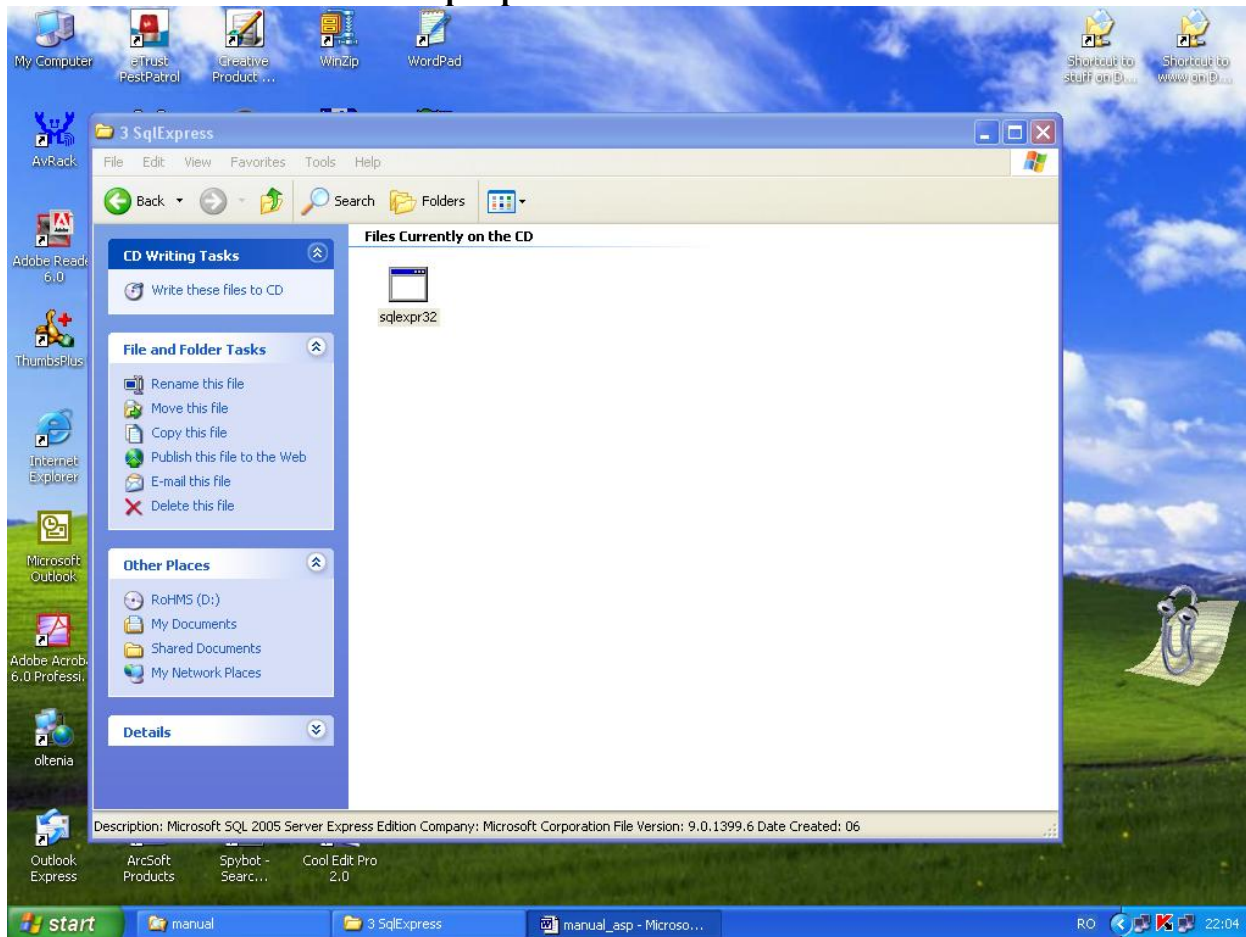 My Computer
eTrust
PestPatrol
Creative
Product ...
WinZip
WordPad
Shortcut to
stuff on D...
Shortcut to
www on D...
AvRack
Adobe Reade
6.0
ThumbsPlus
Internet
Explorer
Microsoft
Outlook
Adobe Acrob.
6.0 Professi.
oltenia
Outlook
Express
ArcSoft
Products
Spybot -
Searc...
Cool Edit Pro
2.0
3 SqlExpress
File Edit View Favorites Tools Help
Back Search Folders
CD Writing Tasks
Write these files to CD
File and Folder Tasks
Rename this file
Move this file
Copy this file
Publish this file to the Web
E-mail this file
Delete this file
Other Places
RoHMS (D:)
My Documents
Shared Documents
My Network Places
Details
Files Currently on the CD
sqlexpr32
Description: Microsoft SQL 2005 Server Express Edition Company: Microsoft Corporation File Version: 9.0.1399.6 Date Created: 06
start manual 3 SqlExpress manual_asp - Microso... RO 22:04